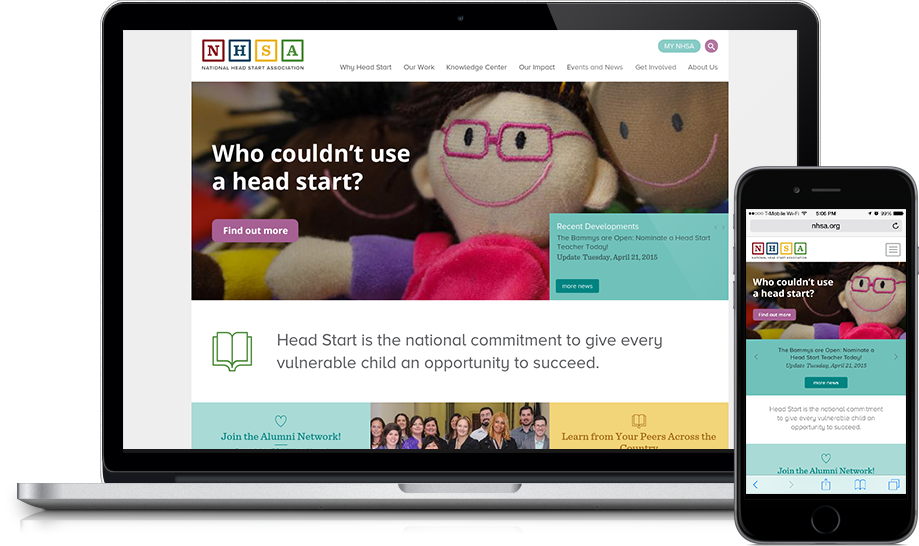 N H S A
NATIONAL HEAD START ASSOCIATION
MY NHSA
Why Head Start Our Work Knowledge Center Our Impact Events and News Get Involved About Us
Who couldn't use
a head start?
Find out more
Recent Developments
The Bammys are Open: Nominate a Head Start
Teacher Today!
Update Tuesday, April 21, 2015
more news
Head Start is the national commitment to give every
vulnerable child an opportunity to succeed.
Join the Alumni Network!
Learn from Your Peers Across the
Country
T-Mobile Wi-Fi 5:06 PM 99%
nhsa.org
N H S A
NATIONAL HEAD START ASSOCIATION
Who couldn't use
a head start?
Find out more
The Bammys are Open: Nominate a
Head Start Teacher Today!
Update Tuesday, April 21, 2015
more news
Head Start is the national commitment
to give every vulnerable child an
opportunity to succeed.
Join the Alumni Network!